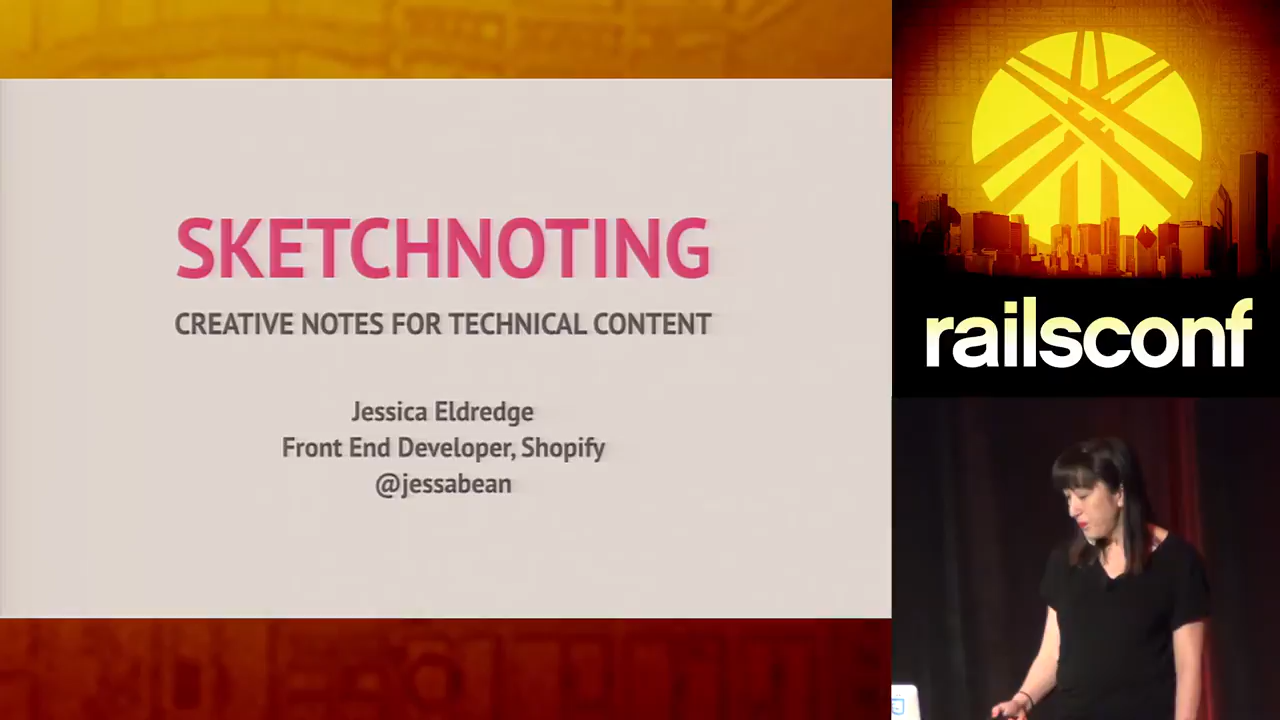 SKETCHNOTING
CREATIVE NOTES FOR TECHNICAL CONTENT
Jessica Eldredge
Front End Developer, Shopify
@jessabean
railsconf